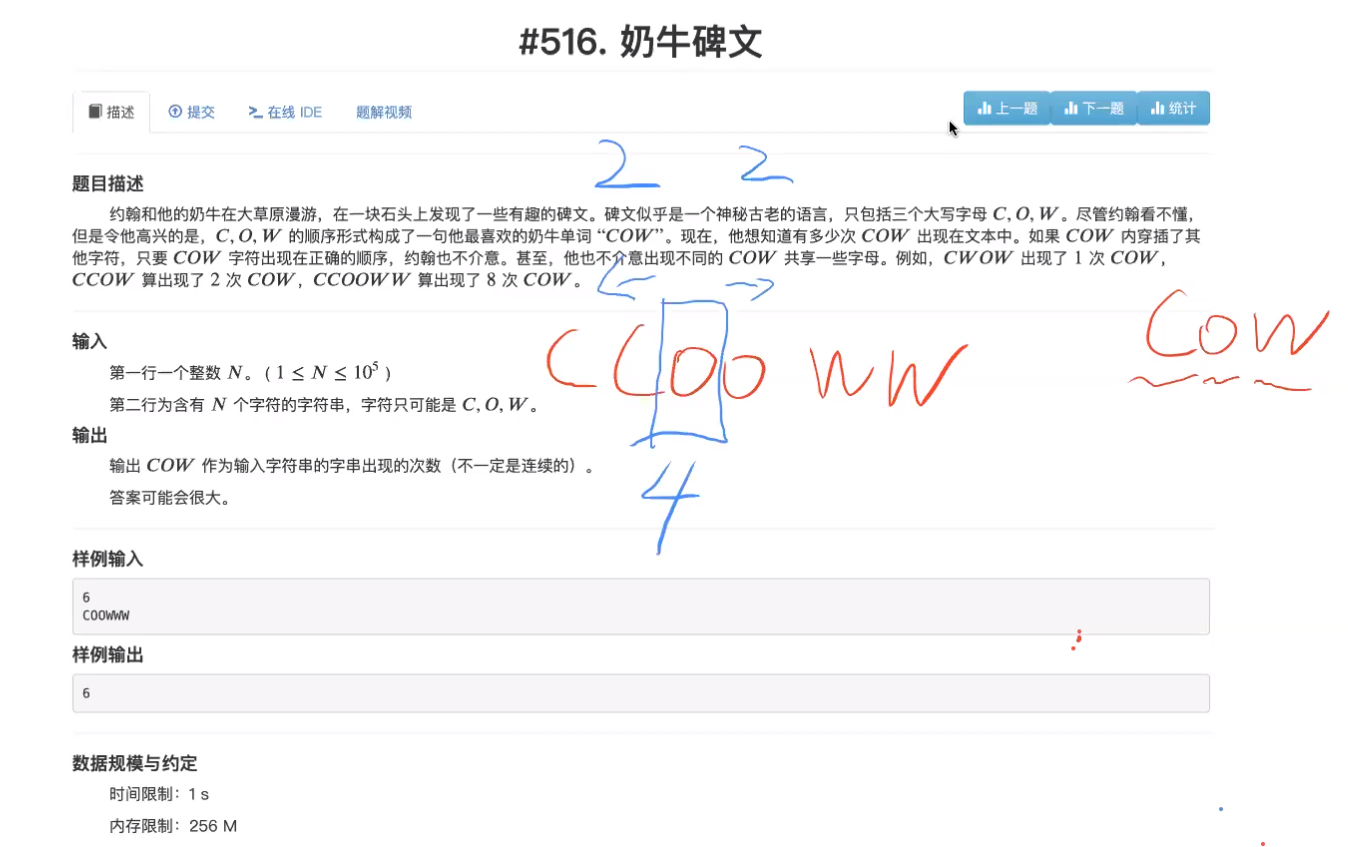 #516. 奶牛碑文
描述 提交 在线 IDE 题解视频 上一题 下一题 统计
2 2
题目描述
约翰和他的奶牛在大草原漫游，在一块石头上发现了一些有趣的碑文。碑文似乎是一个神秘古老的语言，只包括三个大写字母 C, O, W。尽管约翰看不懂，
但是令他高兴的是，C, O, W 的顺序形式构成了一句他最喜欢的奶牛单词 “COW”。现在，他想知道有多少次 COW 出现在文本中。如果 COW 内穿插了其
他字符，只要 COW 字符出现在正确的顺序，约翰也不介意。甚至，他也不介意出现不同的 COW 共享一些字母。例如，CWOW 出现了 1 次 COW，
CCOW 算出现了 2 次 COW，CCOOWW 算出现了 8 次 COW。
COW
输入
CCOOWW
第一行一个整数 N。( 1 ≤ N ≤ 10⁵ )
第二行为含有 N 个字符的字符串，字符只可能是 C, O, W。
输出
输出 COW 作为输入字符串的字串出现的次数（不一定是连续的）。
4
答案可能会很大。
样例输入
6
COOWWW
样例输出
6
数据规模与约定
时间限制：1 s
内存限制：256 M